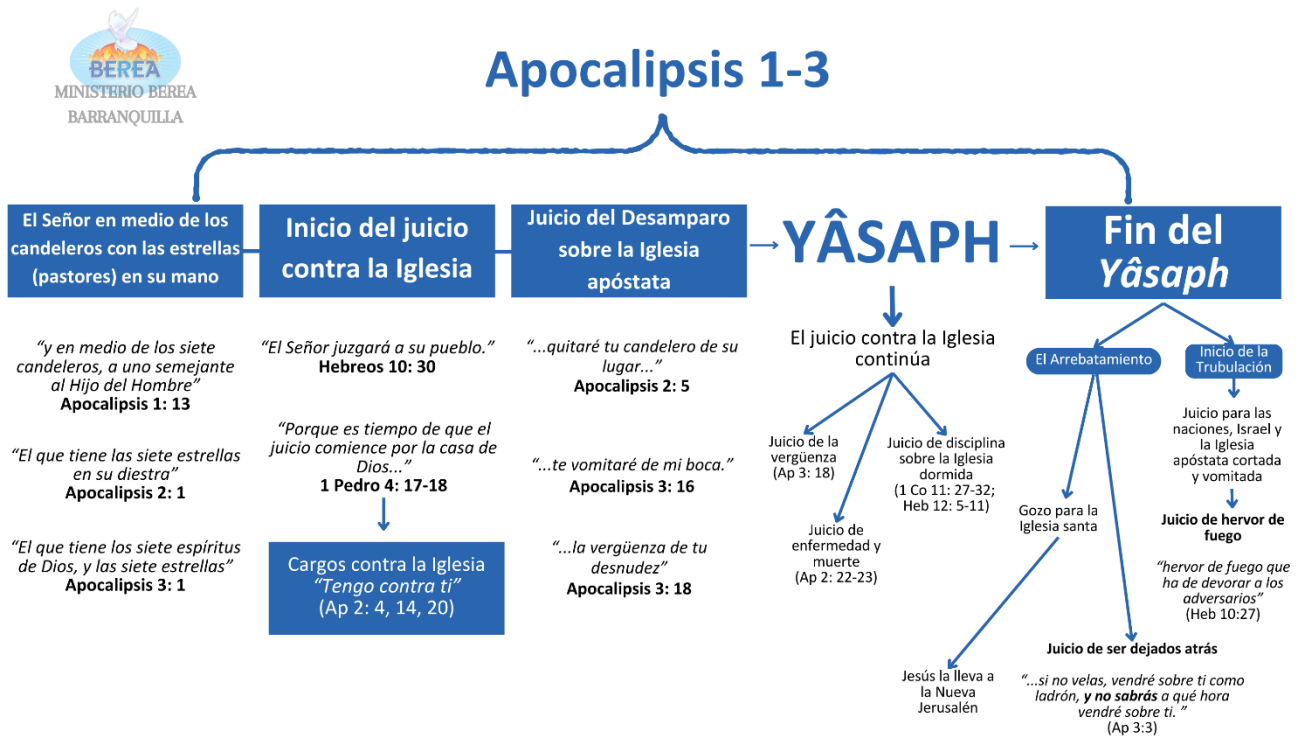 BEREA
MINISTERIO BEREA
BARRANQUILLA
Apocalipsis 1-3
El Señor en medio de los
candeleros con las estrellas
(pastores) en su mano
“y en medio de los siete
candeleros, a uno semejante
al Hijo del Hombre”
Apocalipsis 1: 13
“El que tiene las siete estrellas
en su diestra”
Apocalipsis 2: 1
“El que tiene los siete espíritus
de Dios, y las siete estrellas”
Apocalipsis 3: 1
Inicio del juicio
contra la Iglesia
“El Señor juzgará a su pueblo.”
Hebreos 10: 30
“Porque es tiempo de que el
juicio comience por la casa de
Dios...”
1 Pedro 4: 17-18
Cargos contra la Iglesia
“Tengo contra ti”
(Ap 2: 4, 14, 20)
Juicio del Desamparo
sobre la Iglesia
apóstata
“...quitaré tu candelero de su
lugar...”
Apocalipsis 2: 5
“...te vomitaré de mi boca.”
Apocalipsis 3: 16
“...la vergüenza de tu
desnudez”
Apocalipsis 3: 18
YÂSAPH
El juicio contra la Iglesia
continúa
Juicio de la
vergüenza
(Ap 3: 18)
Juicio de
enfermedad y
muerte
(Ap 2: 22-23)
Juicio de disciplina
sobre la Iglesia
dormida
(1 Co 11: 27-32;
Heb 12: 5-11)
Fin del
Yâsaph
El Arrebatamiento
Gozo para la
Iglesia santa
Jesús la lleva a
la Nueva
Jerusalén
Juicio de ser dejados atrás
“...si no velas, vendré sobre ti como
ladrón, y no sabrás a qué hora
vendré sobre ti. ”
(Ap 3:3)
Inicio de la
Trubulación
Juicio para las
naciones, Israel y
la Iglesia
apóstata cortada
y vomitada
Juicio de hervor de
fuego
“hervor de fuego que
ha de devorar a los
adversarios”
(Heb 10:27)